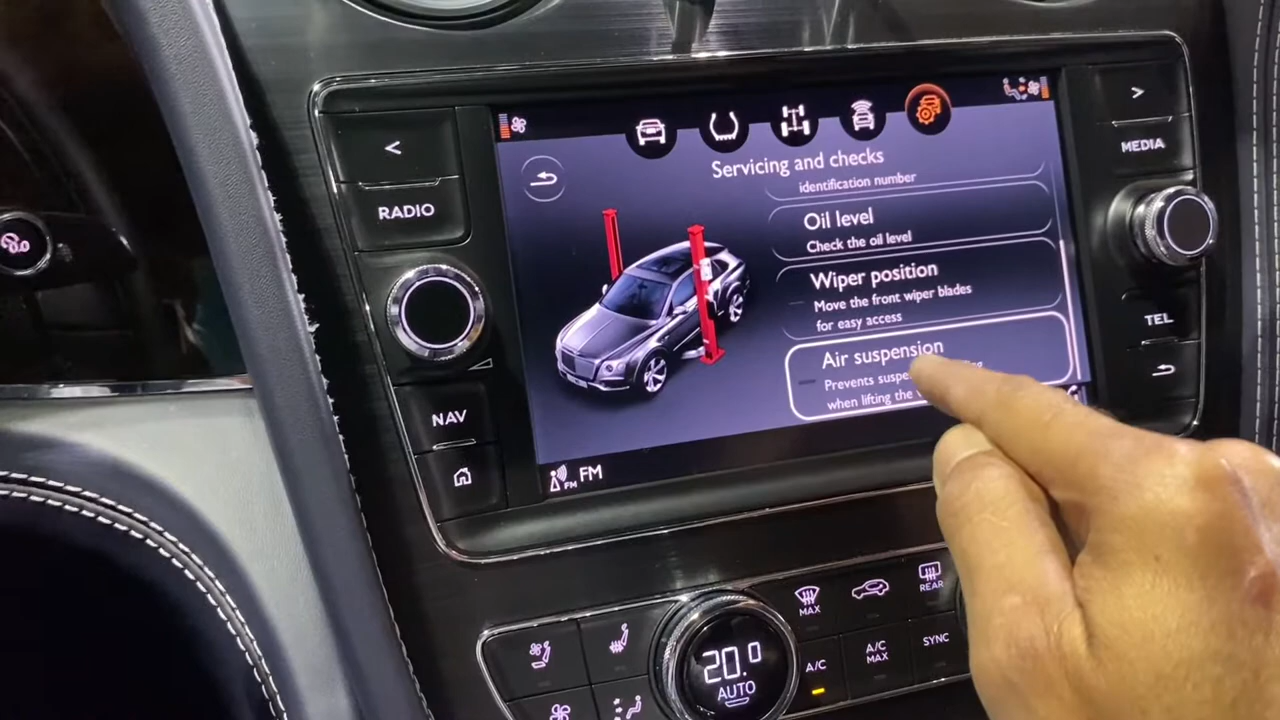 Servicing and checks
identification number
Oil level
Check the oil level
Wiper position
Move the front wiper blades
for easy access
Air suspension
Prevents
when lifting the
<
RADIO
NAV
>
MEDIA
TEL
FM
FM
MAX
REAR
20.0
AUTO
A/C
A/C
MAX
SYNC